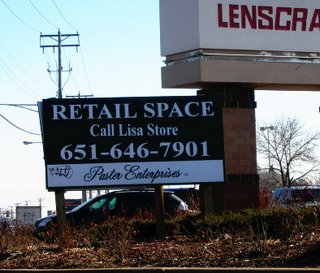 LENSCRA
RETAIL SPACE
Call Lisa Store
651-646-7901
Paster Enterprises